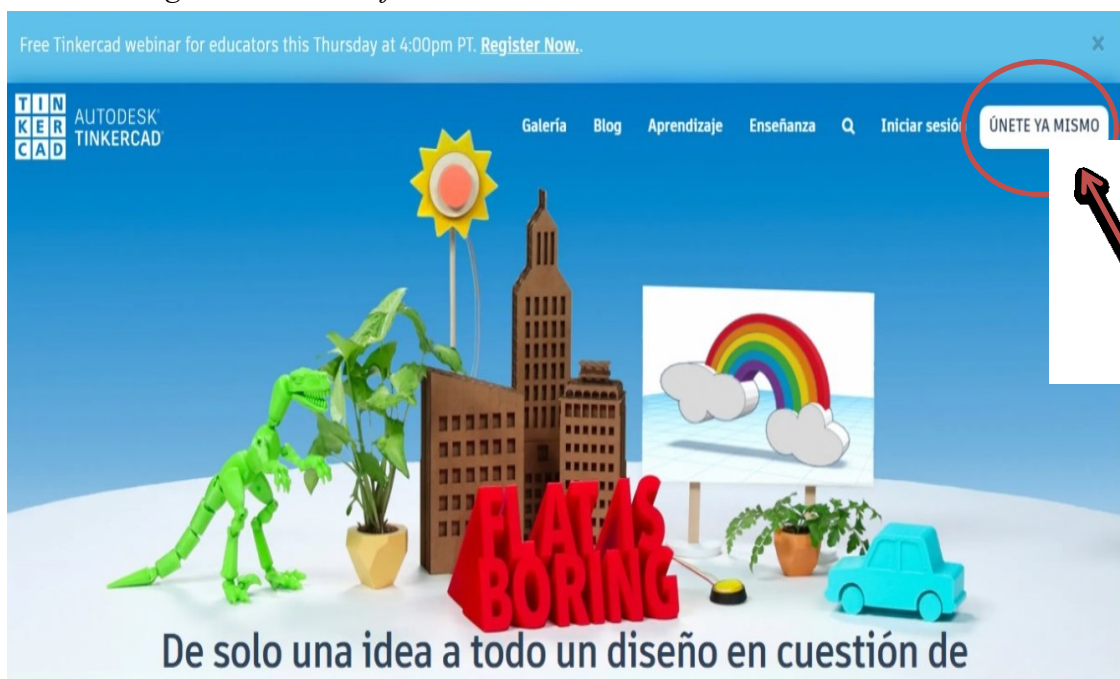 Free Tinkercad webinar for educators this Thursday at 4:00pm PT. Register Now..
×
TIN
KER
CAD
AUTODESK®
TINKERCAD®
Galería Blog Aprendizaje Enseñanza Iniciar sesión ÚNETE YA MISMO
FLAT IS
BORING
De solo una idea a todo un diseño en cuestión de